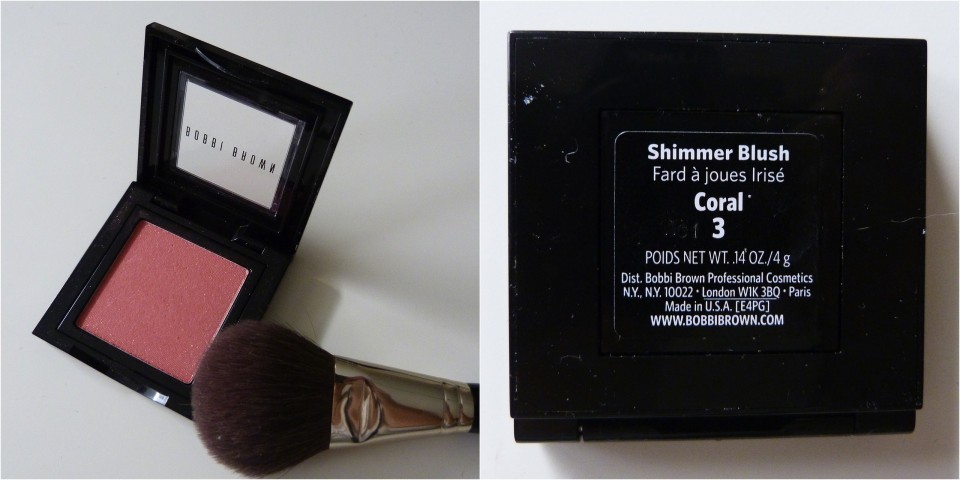 BOBBI BROWN
Shimmer Blush
Fard à joues Irisé
Coral
3
POIDS NET WT. .14 OZ./4 g
Dist. Bobbi Brown Professional Cosmetics
N.Y., N.Y. 10022 · London W1K 3BQ · Paris
Made in U.S.A. [E4PG]
WWW.BOBBIBROWN.COM